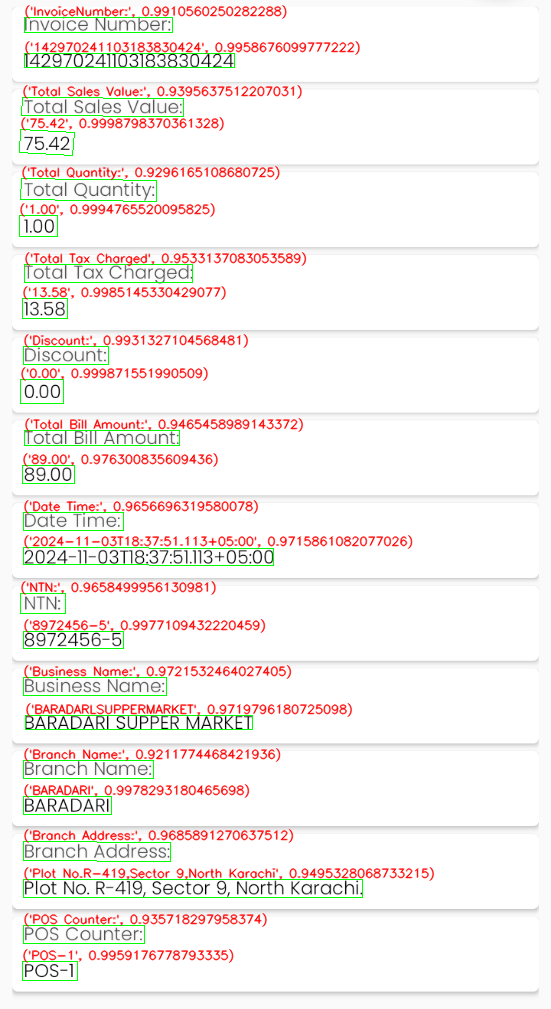 ('InvoiceNumber:', 0.9910560250282288)
Invoice Number:
('142970241103183830424', 0.9958676099777222)
142970241103183830424
('Total Sales Value:', 0.9395637512207031)
Total Sales Value:
('75.42', 0.9998798370361328)
75.42
('Total Quantity:', 0.9296165108680725)
Total Quantity:
('1.00', 0.9994765520095825)
1.00
('Total Tax Charged', 0.9533137083053589)
Total Tax Charged:
('13.58', 0.9985145330429077)
13.58
('Discount:', 0.9931327104568481)
Discount:
('0.00', 0.999871551990509)
0.00
('Total Bill Amount:', 0.9465458989143372)
Total Bill Amount:
('89.00', 0.976300835609436)
89.00
('Date Time:', 0.9656696319580078)
Date Time:
('2024-11-03T18:37:51.113+05:00', 0.9715861082077026)
2024-11-03T18:37:51.113+05:00
('NTN:', 0.9658499956130981)
NTN:
('8972456-5', 0.9977109432220459)
8972456-5
('Business Name:', 0.9721532464027405)
Business Name:
('BARADARLSUPPERMARKET', 0.9719796180725098)
BARADARI SUPPER MARKET
('Branch Name:', 0.9211774468421936)
Branch Name:
('BARADARI', 0.9978293180465698)
BARADARI
('Branch Address:', 0.9685891270637512)
Branch Address:
('Plot No.R-419,Sector 9,North Karachi', 0.9495328068733215)
Plot No. R-419, Sector 9, North Karachi.
('POS Counter:', 0.935718297958374)
POS Counter:
('POS-1', 0.9959176778793335)
POS-1